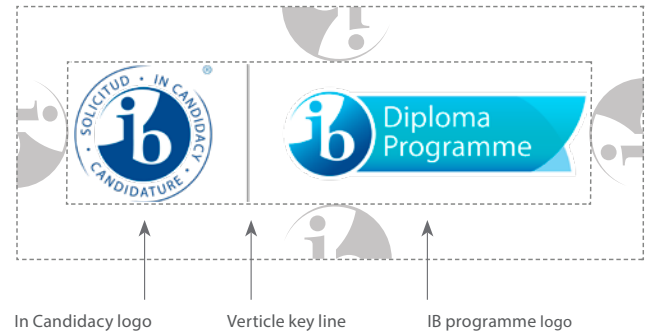 SOLICITUD • IN CANDIDACY • CANDIDATURE •
®
ib
ib
Diploma
Programme
In Candidacy logo
Verticle key line
IB programme logo